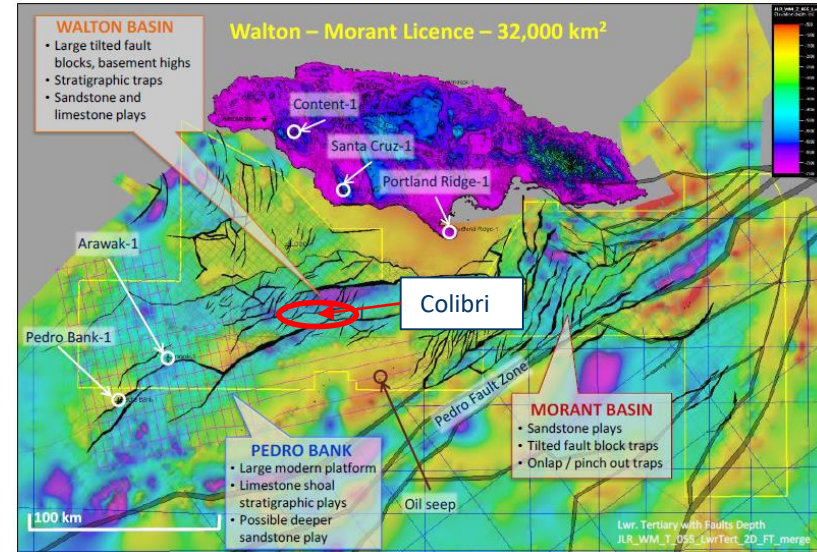 Walton – Morant Licence – 32,000 km²
WALTON BASIN
• Large tilted fault
blocks, basement highs
• Stratigraphic traps
• Sandstone and
limestone plays
Content-1
Santa Cruz-1
Portland Ridge-1
Arawak-1
Pedro Bank-1
Colibri
Pedro Fault Zone
PEDRO BANK
• Large modern platform
• Limestone shoal
stratigraphic plays
• Possible deeper
sandstone play
MORANT BASIN
• Sandstone plays
• Tilted fault block traps
• Onlap / pinch out traps
Oil seep
100 km
Lwr. Tertiary with Faults Depth
JLR_WM_T_055_LwrTert_2D_FT_merge